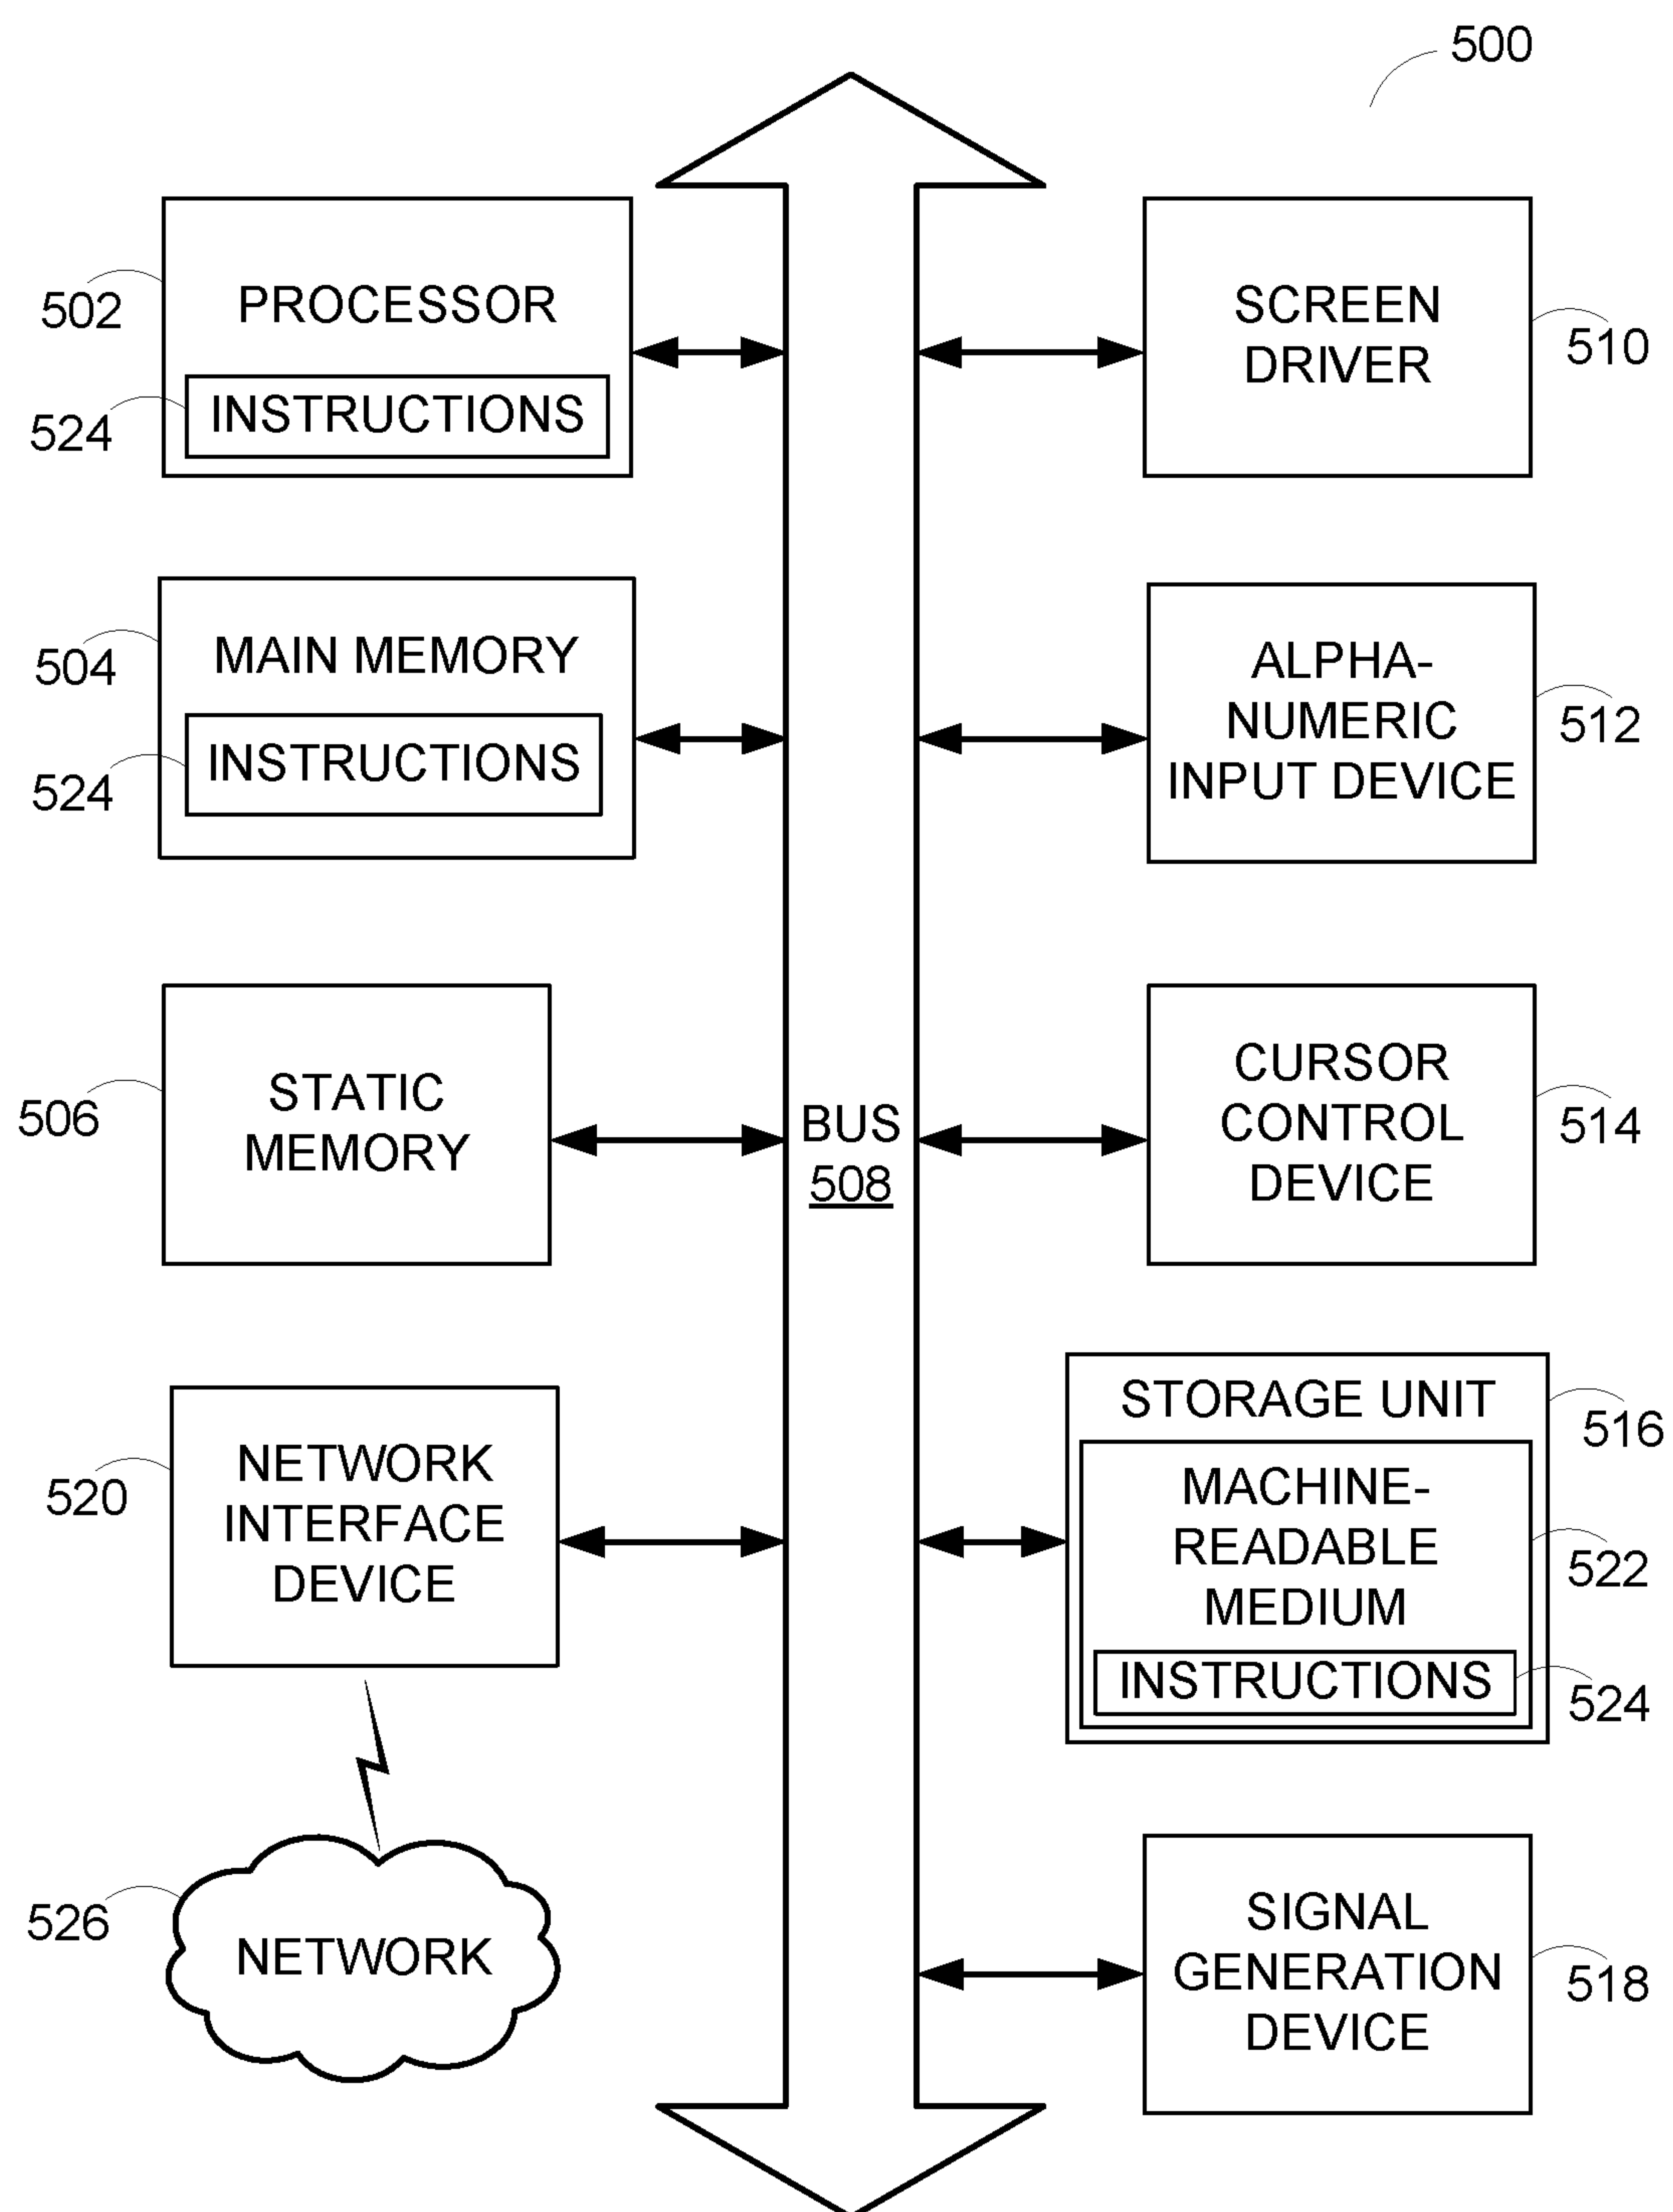 500
PROCESSOR
502
INSTRUCTIONS
524
SCREEN
DRIVER
510
MAIN MEMORY
504
INSTRUCTIONS
524
ALPHA-
NUMERIC
INPUT DEVICE
512
STATIC
MEMORY
506
BUS
508
CURSOR
CONTROL
DEVICE
514
NETWORK
INTERFACE
DEVICE
520
STORAGE UNIT
516
MACHINE-
READABLE
MEDIUM
522
INSTRUCTIONS
524
526
NETWORK
SIGNAL
GENERATION
DEVICE
518